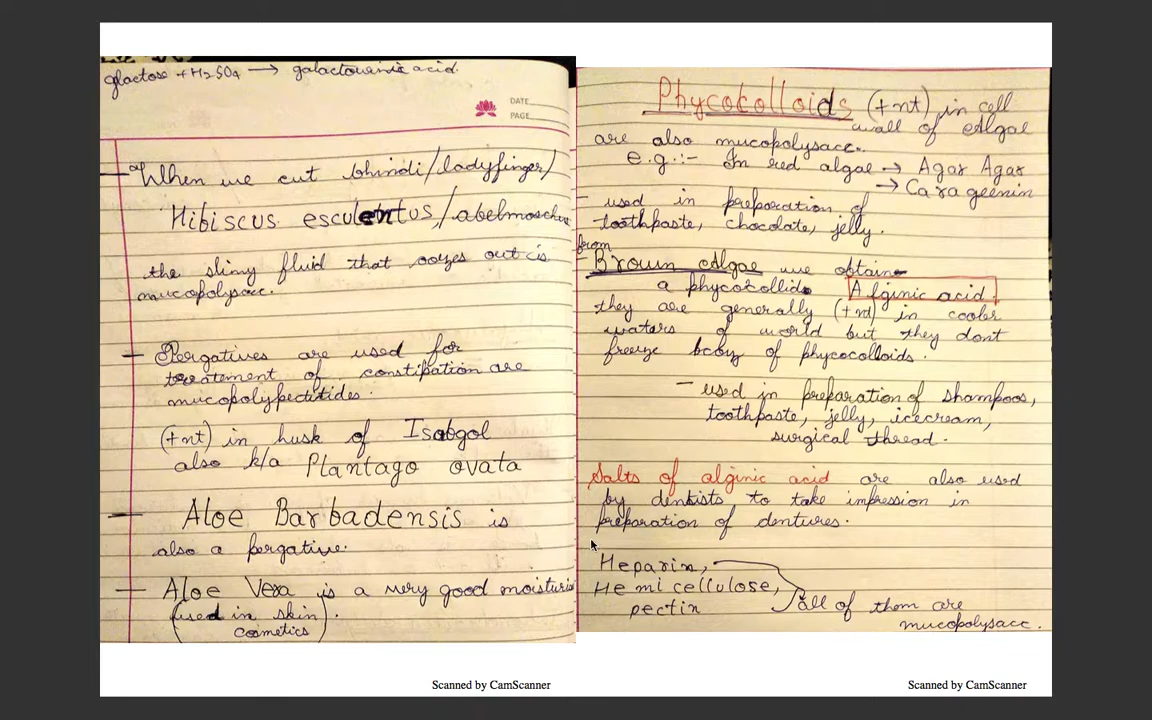 glactose + H2SO4 → galactouronic acid.
DATE
PAGE
When we cut bhindi/ladyfinger/
Hibiscus esculentus/abelmoschus
the slimy fluid that oozes out is
mucopolysacc.
Pergatives are used for
treatement of constipation are
mucopolypectitides.
(+nt) in husk of Isabgol
also k/a Plantago ovata
Aloe Barbadensis is
also a pergative.
Aloe Vera is a very good moisturis
(used in skin
cosmetics)
Phycocolloids (+nt) in cell
wall of Algae
are also mucopolysacc.
e.g.:- In red algae → Agar Agar
→ Carageenin
- used in preparation of
toothpaste, chocolate, jelly.
from
- Brown Algae we obtain
a phycocollid Alginic acid
they are generally (+nt) in cooler
waters of world but they dont
freeze bcoz of phycocolloids.
- used in preparation of shampoos,
toothpaste, jelly, icecream,
surgical thread.
Salts of alginic acid are also used
by dentists to take impression in
preparation of dentures.
Heparin,
Hemicellulose,
pectin
all of them are
mucopolysacc.
Scanned by CamScanner
Scanned by CamScanner